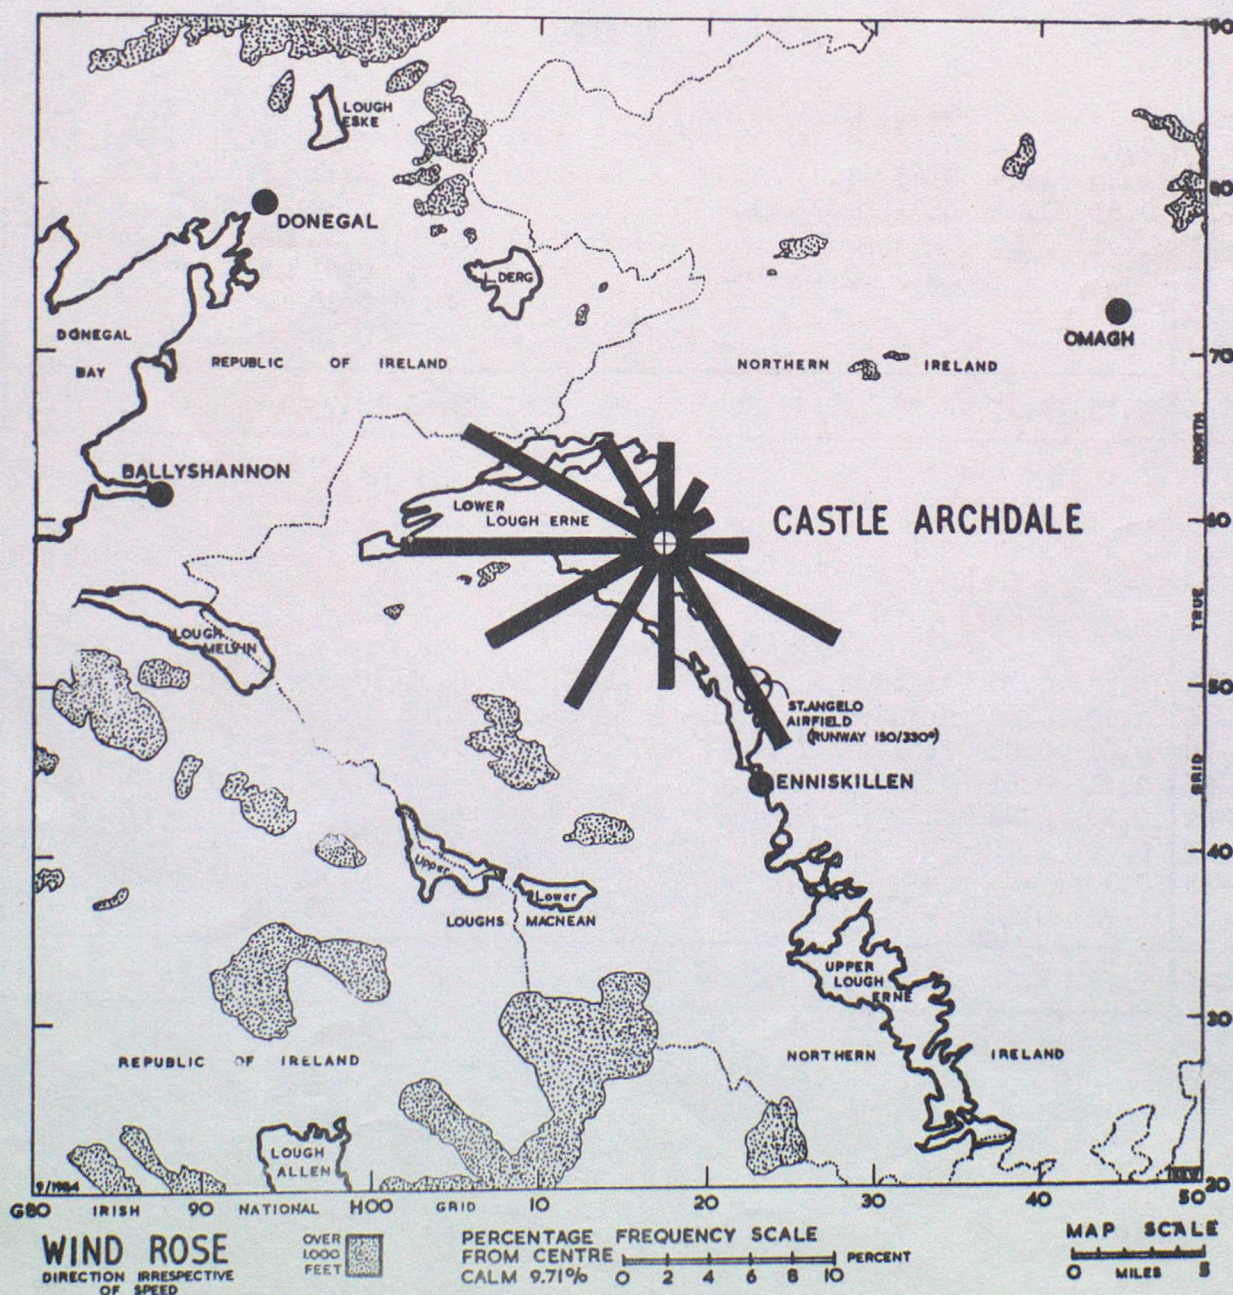 90
LOUGH
ESKE
80
DONEGAL
L. DERG
DONEGAL
BAY
OMAGH
REPUBLIC OF IRELAND
NORTHERN IRELAND
70
NORTH
BALLYSHANNON
LOWER
LOUGH ERNE
CASTLE ARCHDALE
60
TRUE
LOUGH
MELVIN
50
ST. ANGELO
AIRFIELD
(RUNWAY 150/330°)
GRID
ENNISKILLEN
40
Upper
Lower
LOUGHS MACNEAN
UPPER
LOUGH
ERNE
30
REPUBLIC OF IRELAND
NORTHERN IRELAND
LOUGH
ALLEN
9/1984
20
G80 IRISH 90 NATIONAL H00 GRID 10 20 30 40 50
WIND ROSE
DIRECTION IRRESPECTIVE
OF SPEED
OVER
1,000
FEET
PERCENTAGE FREQUENCY SCALE
FROM CENTRE
CALM 9.71%
0 2 4 6 8 10
PERCENT
MAP SCALE
0 MILES 5